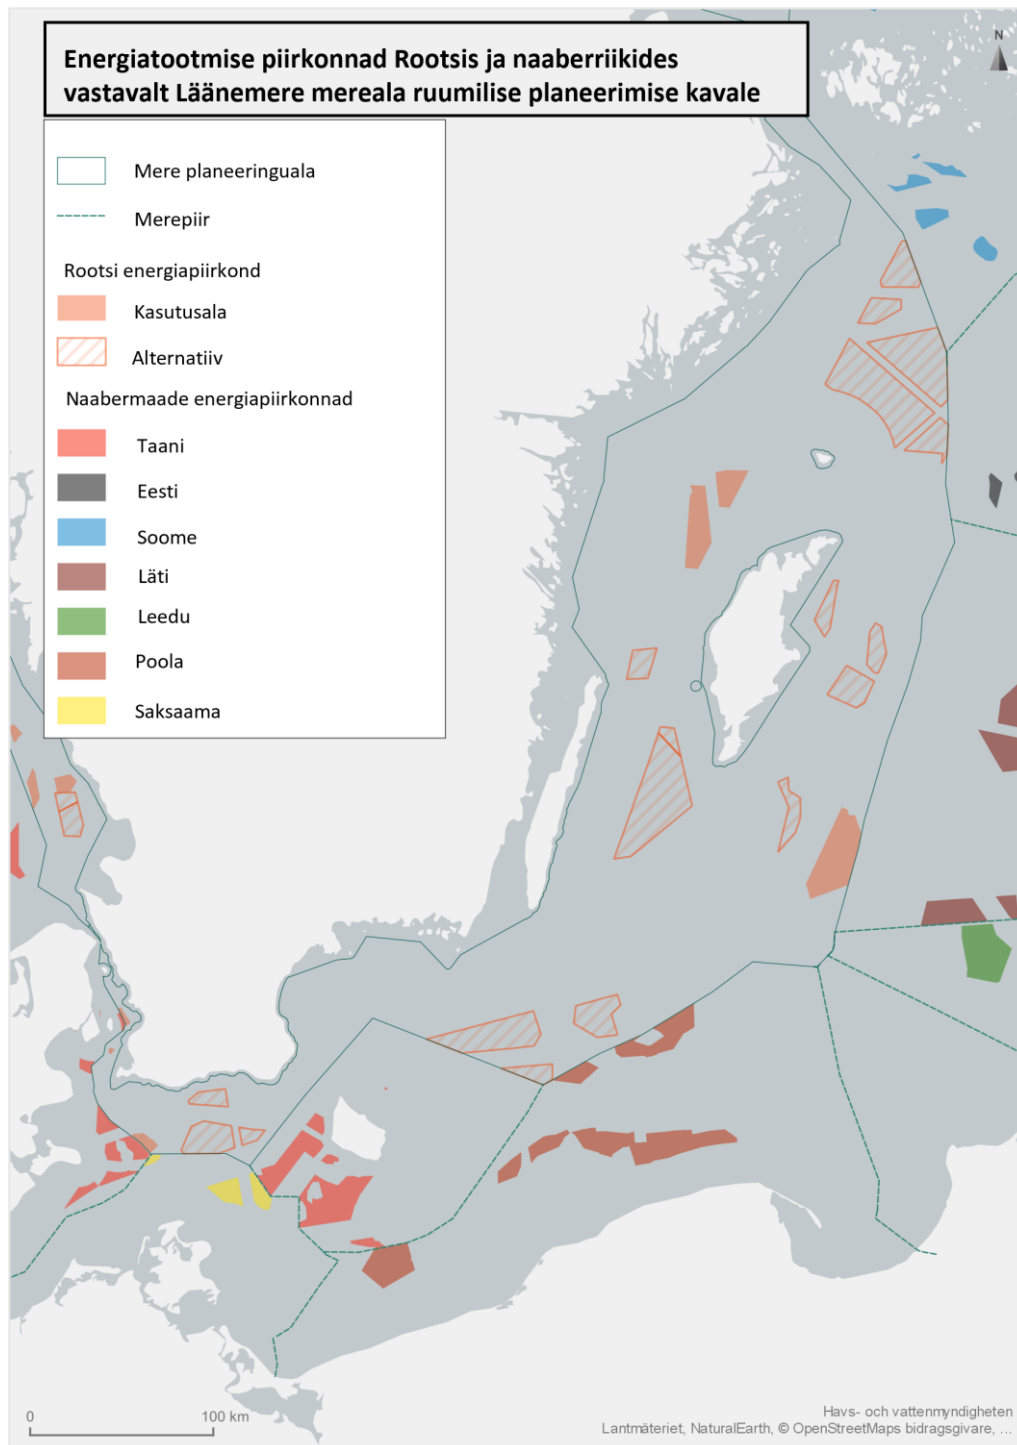 Energiatootmise piirkonnad Rootsis ja naaberriikides
vastavalt Läänemere mereala ruumilise planeerimise kavale
N
Mere planeeringuala
Merepiir
Rootsi energiapiirkond
Kasutusala
Alternatiiv
Naabermaade energiapiirkonnad
Taani
Eesti
Soome
Läti
Leedu
Poola
Saksaama
0 100 km
Havs- och vattenmyndigheten
Lantmäteriet, NaturalEarth, © OpenStreetMaps bidragsgivare, ...